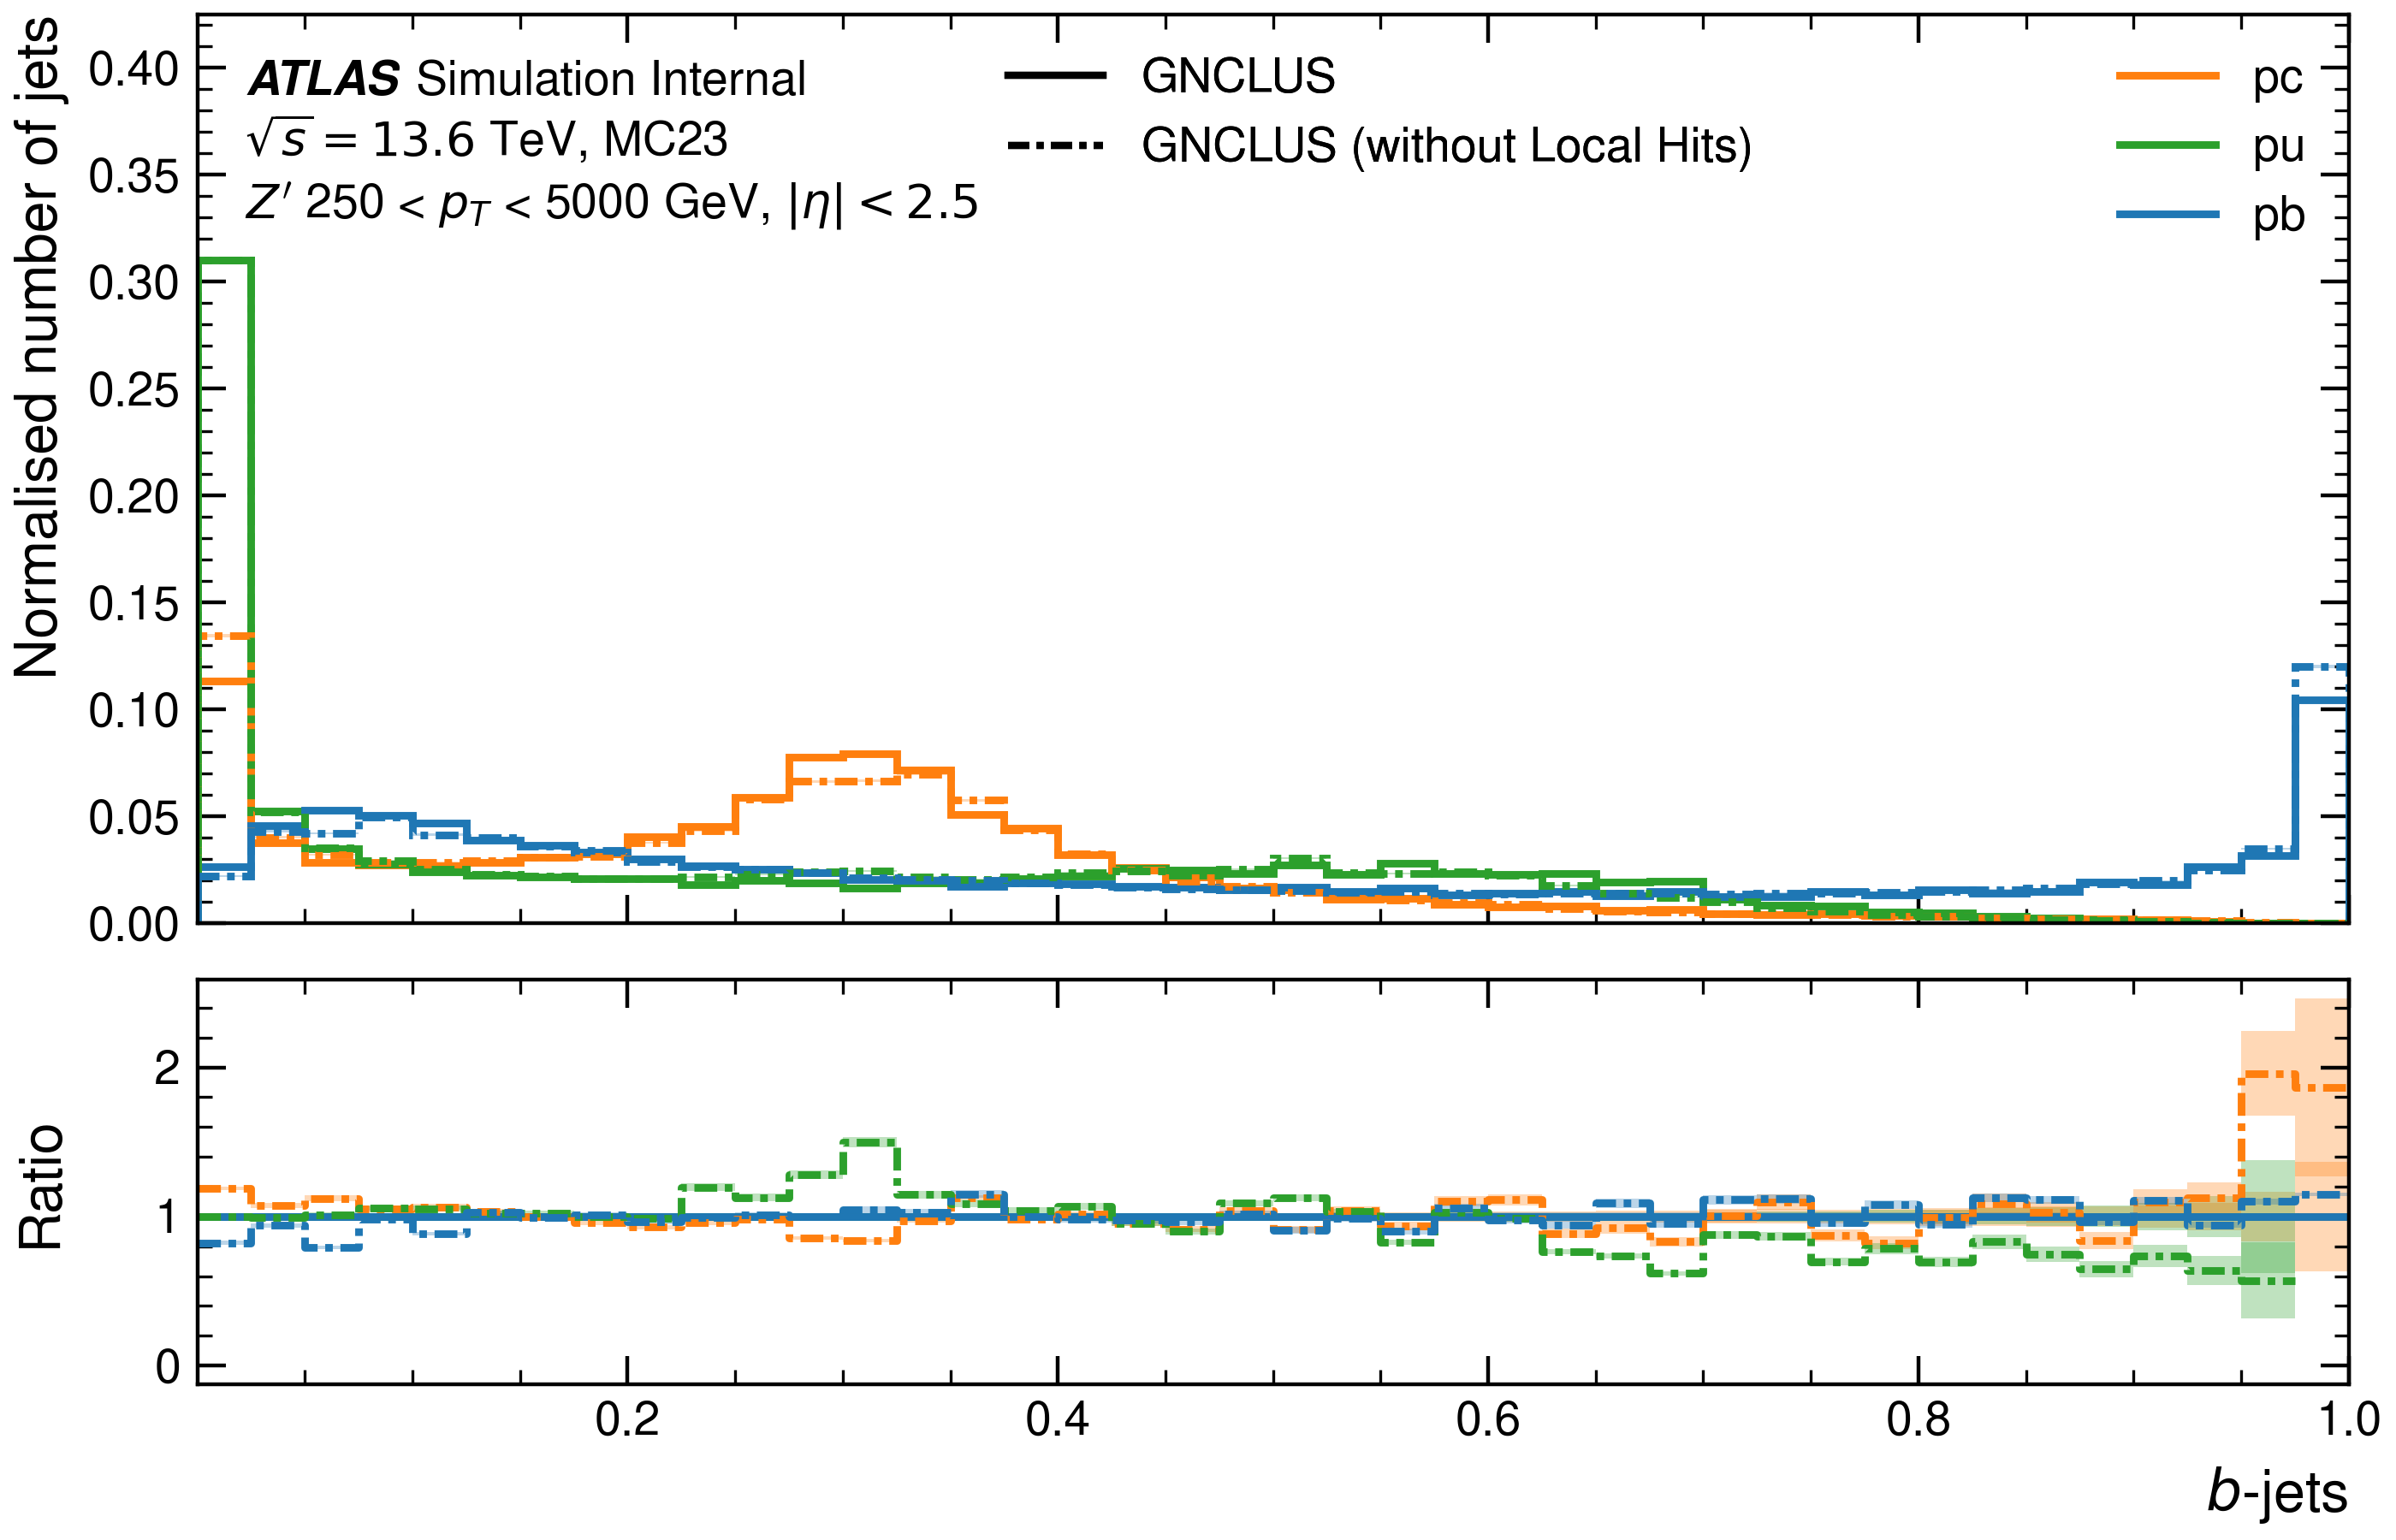 Normalised number of jets
0.40
0.35
0.30
0.25
0.20
0.15
0.10
0.05
0.00
ATLAS Simulation Internal
√s = 13.6 TeV, MC23
Z′ 250 < p_T < 5000 GeV, |η| < 2.5
GNCLUS
GNCLUS (without Local Hits)
pc
pu
pb
Ratio
2
1
0
0.2 0.4 0.6 0.8 1.0
b-jets